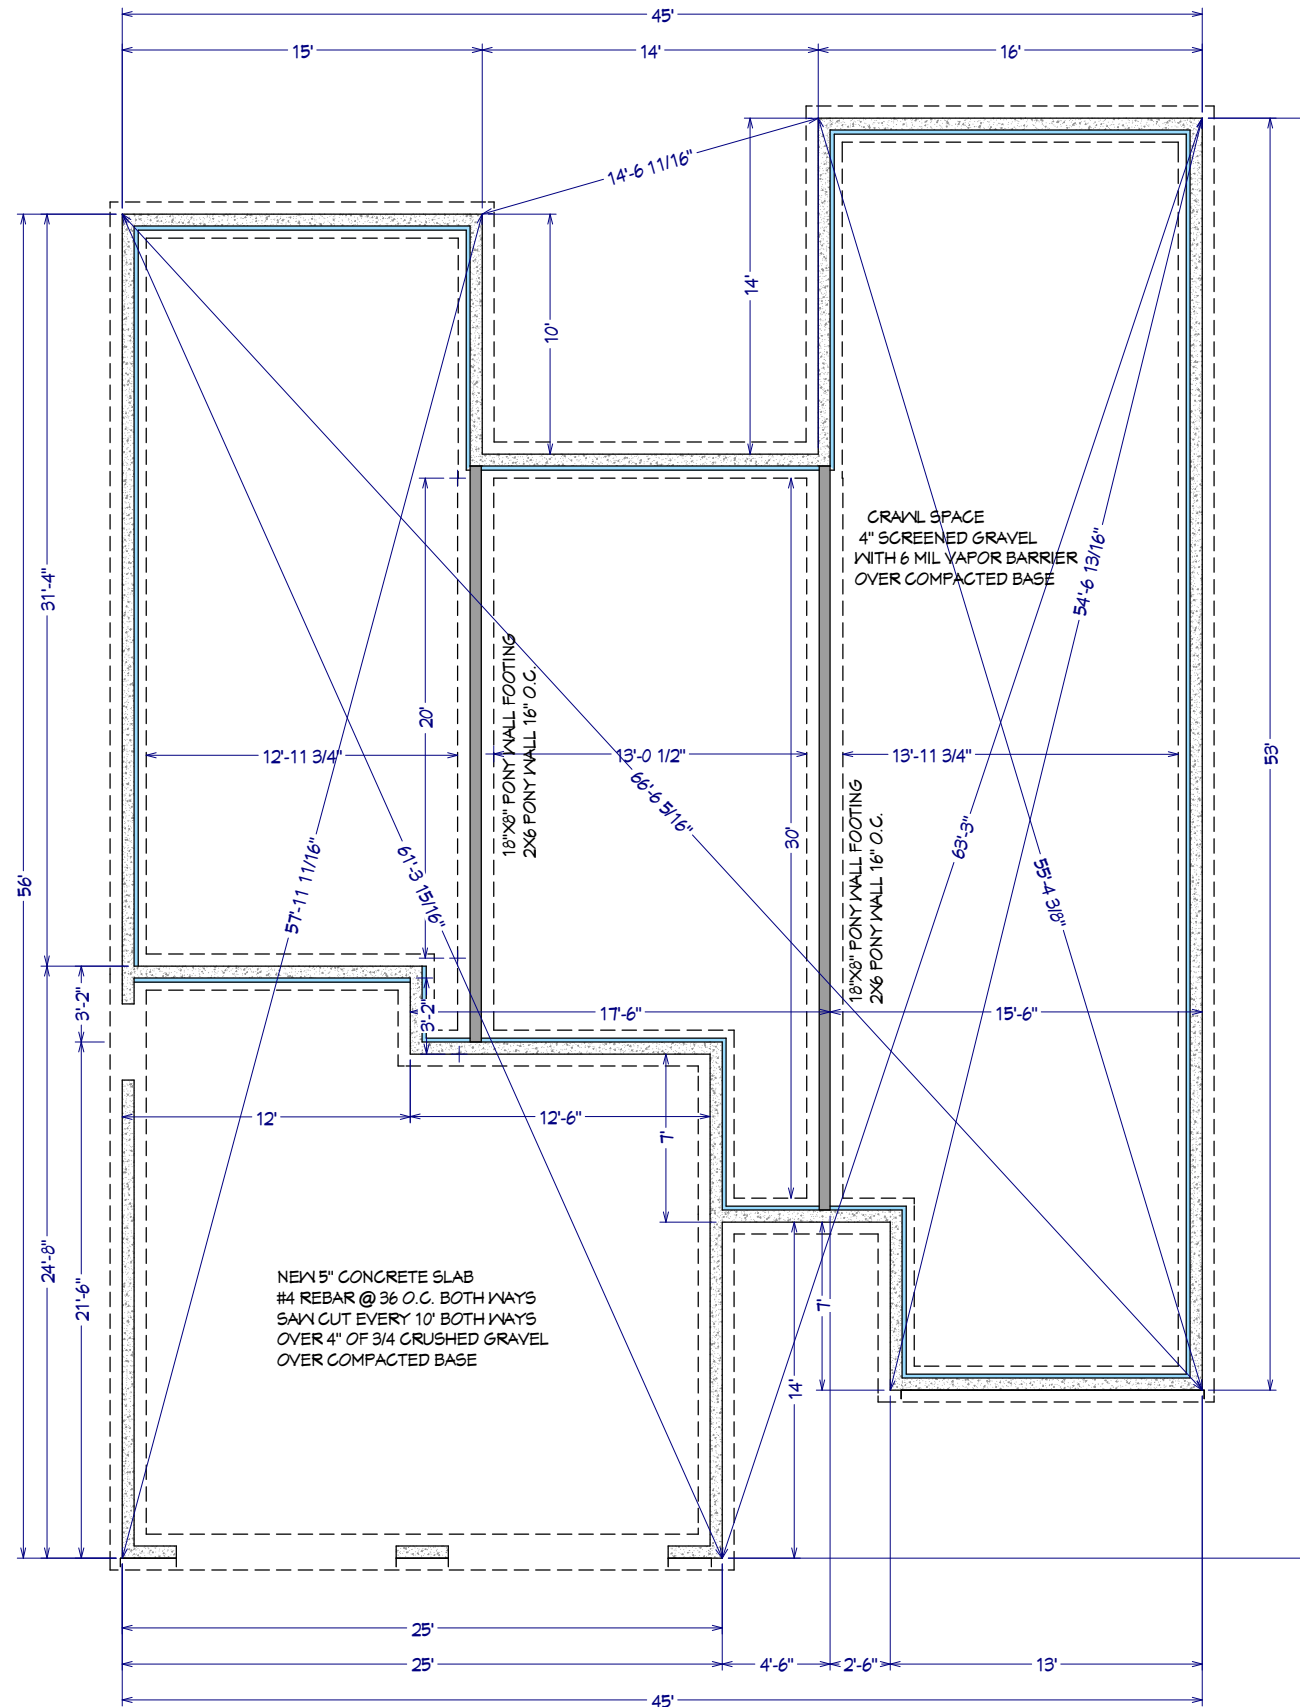 45'
15'
14'
16'
14'-6 11/16"
14'
10'
CRAWL SPACE
4" SCREENED GRAVEL
WITH 6 MIL VAPOR BARRIER
OVER COMPACTED BASE
54'-6 13/16"
31'-4"
18"X8" PONY WALL FOOTING
2X6 PONY WALL 16" O.C.
20'
12'-11 3/4"
13'-0 1/2"
13'-11 3/4"
53'
66'-6 5/16"
30'
63'-3"
18"X8" PONY WALL FOOTING
2X6 PONY WALL 16" O.C.
56'
57'-11 11/16"
61'-3 15/16"
55'-4 3/8"
3'-2"
3'-2"
17'-6"
15'-6"
12'
12'-6"
7'
24'-8"
21'-6"
NEW 5" CONCRETE SLAB
#4 REBAR @ 36 O.C. BOTH WAYS
SAW CUT EVERY 10' BOTH WAYS
OVER 4" OF 3/4 CRUSHED GRAVEL
OVER COMPACTED BASE
7'
14'
25'
25'
4'-6"
2'-6"
13'
45'